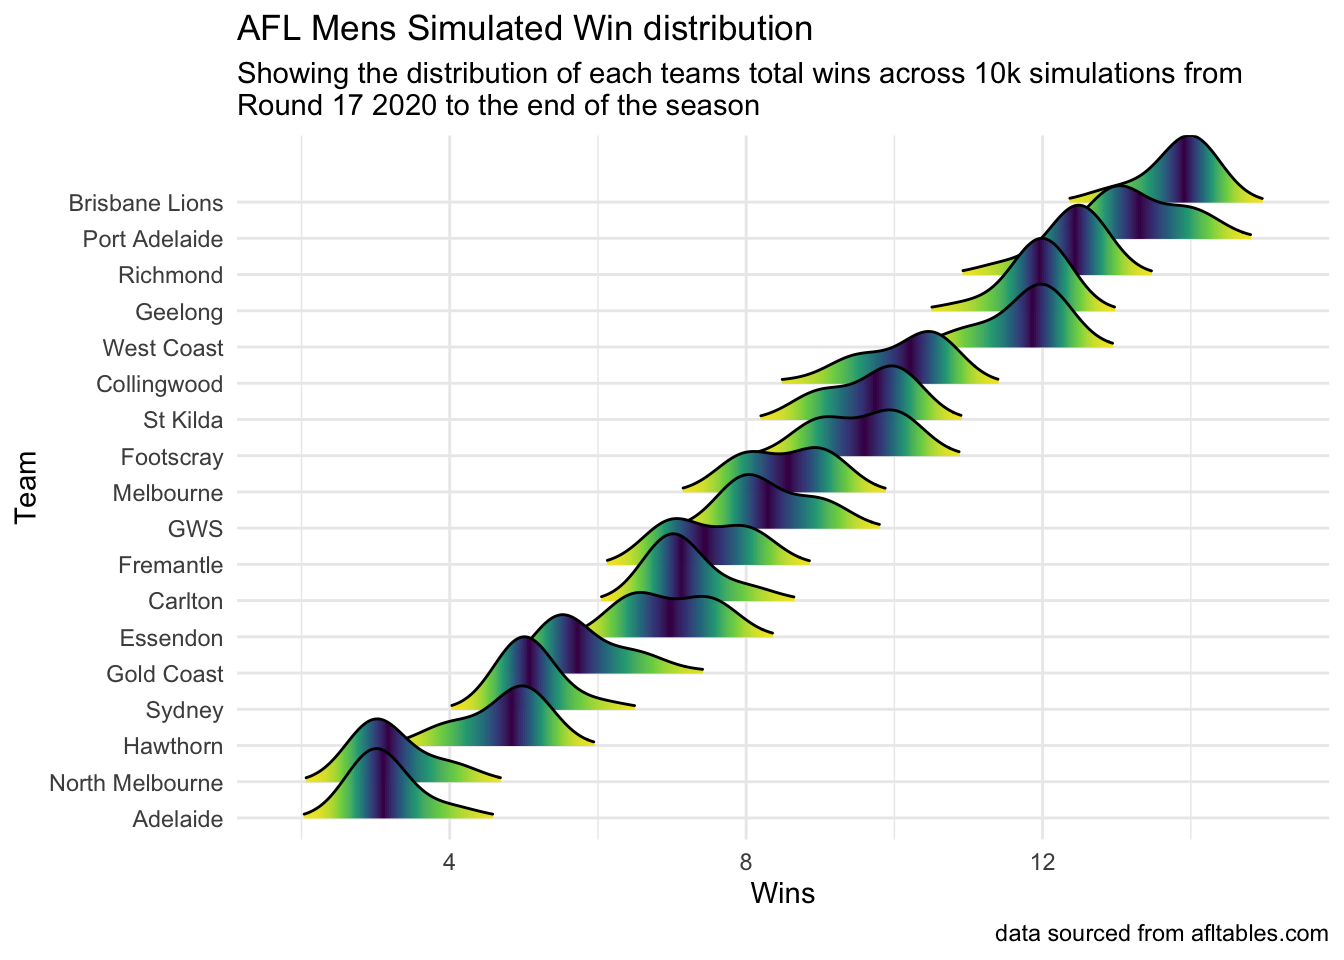 AFL Mens Simulated Win distribution
Showing the distribution of each teams total wins across 10k simulations from
Round 17 2020 to the end of the season
Team
Brisbane Lions
Port Adelaide
Richmond
Geelong
West Coast
Collingwood
St Kilda
Footscray
Melbourne
GWS
Fremantle
Carlton
Essendon
Gold Coast
Sydney
Hawthorn
North Melbourne
Adelaide
4 8 12
Wins
data sourced from afltables.com